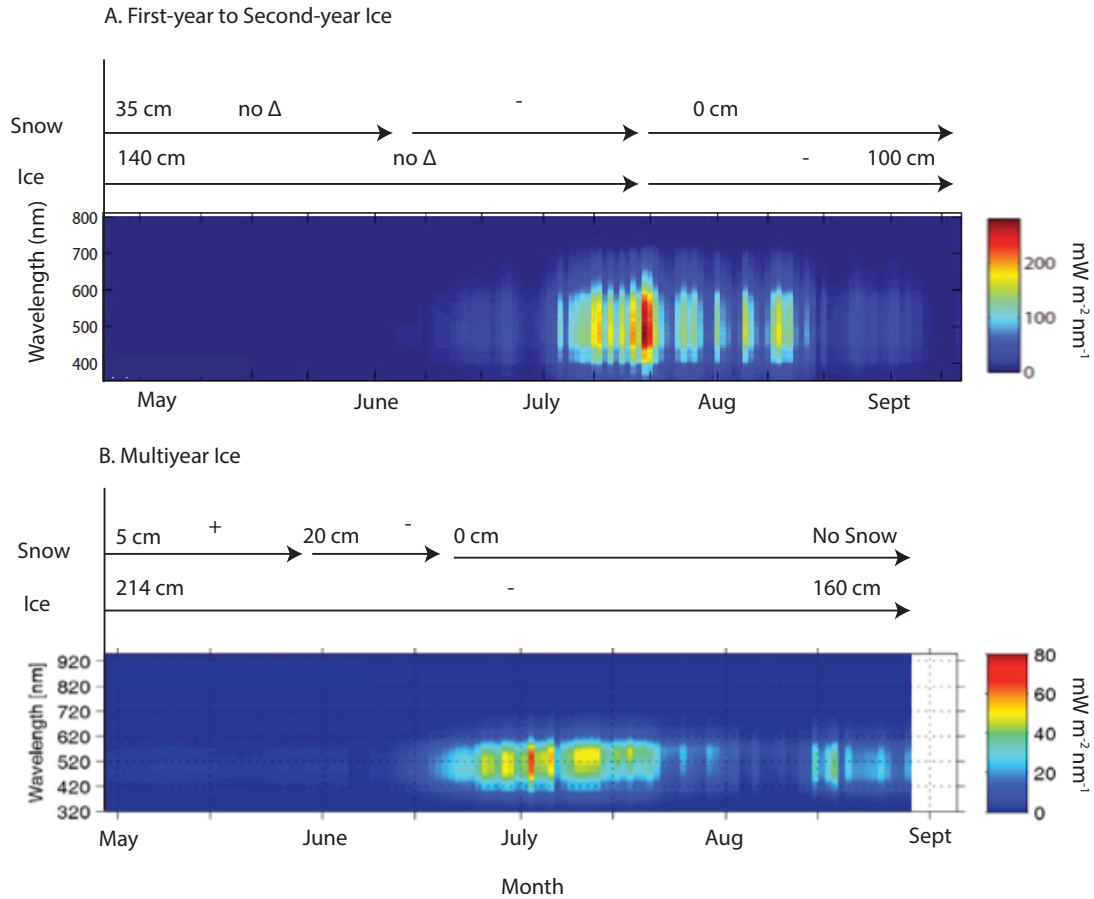 A. First-year to Second-year Ice
Snow
35 cm no Δ - 0 cm
Ice
140 cm no Δ - 100 cm
Wavelength (nm)
800
700
600
500
400
May June July Aug Sept
200
100
0
mW m⁻² nm⁻¹
B. Multiyear Ice
Snow
5 cm + 20 cm - 0 cm No Snow
Ice
214 cm - 160 cm
Wavelength [nm]
920
820
720
620
520
420
320
May June July Aug Sept
80
60
40
20
0
mW m⁻² nm⁻¹
Month